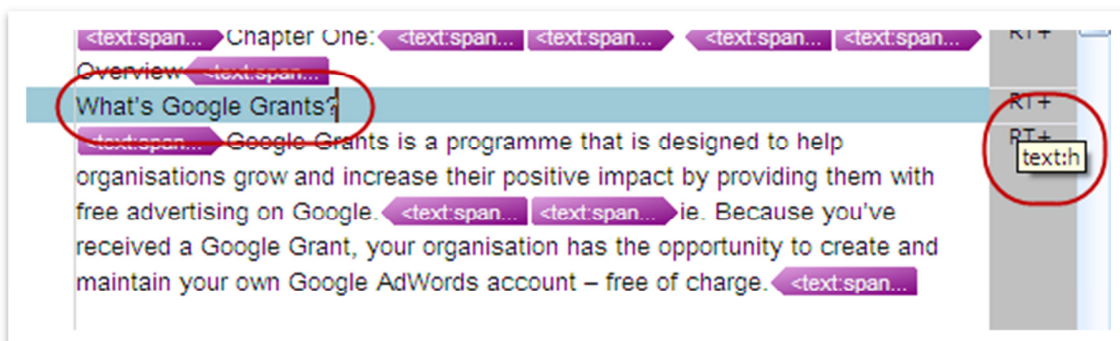 <text:span... Chapter One: <text:span... <text:span... <text:span... <text:span... RT+
Overview <text:span...
What's Google Grants? RT+
<text:span... Google Grants is a programme that is designed to help RT+
organisations grow and increase their positive impact by providing them with text:h
free advertising on Google. <text:span... <text:span... ie. Because you've
received a Google Grant, your organisation has the opportunity to create and
maintain your own Google AdWords account – free of charge. <text:span...